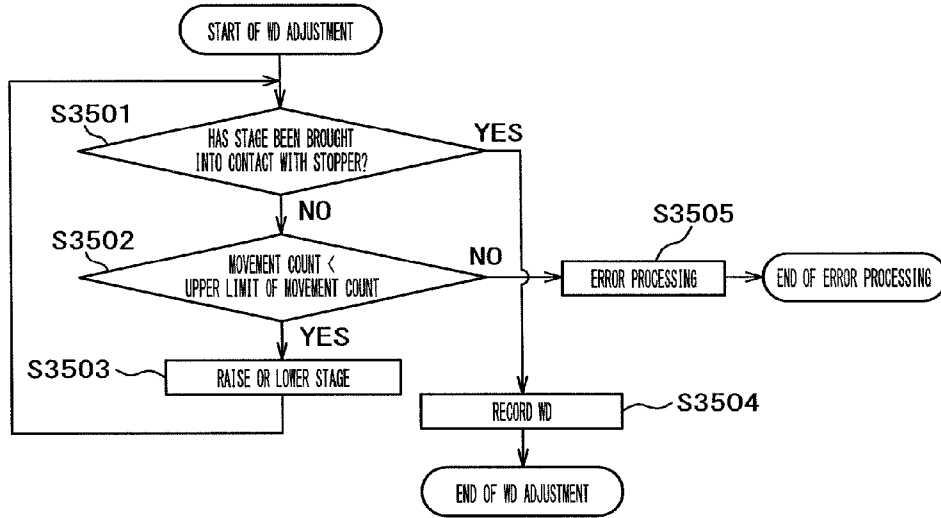 START OF WD ADJUSTMENT
S3501
HAS STAGE BEEN BROUGHT
INTO CONTACT WITH STOPPER?
YES
NO
S3502
MOVEMENT COUNT <
UPPER LIMIT OF MOVEMENT COUNT
NO
S3505
ERROR PROCESSING
END OF ERROR PROCESSING
YES
S3503
RAISE OR LOWER STAGE
RECORD WD
S3504
END OF WD ADJUSTMENT